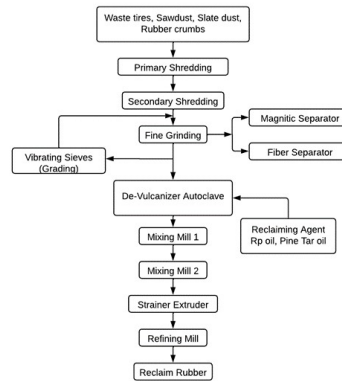 Waste tires, Sawdust, Slate dust,
Rubber crumbs
Primary Shredding
Secondary Shredding
Fine Grinding
Magnitic Separator
Fiber Separator
Vibrating Sieves
(Grading)
De-Vulcanizer Autoclave
Reclaiming Agent
Rp oil, Pine Tar oil
Mixing Mill 1
Mixing Mill 2
Strainer Extruder
Refining Mill
Reclaim Rubber